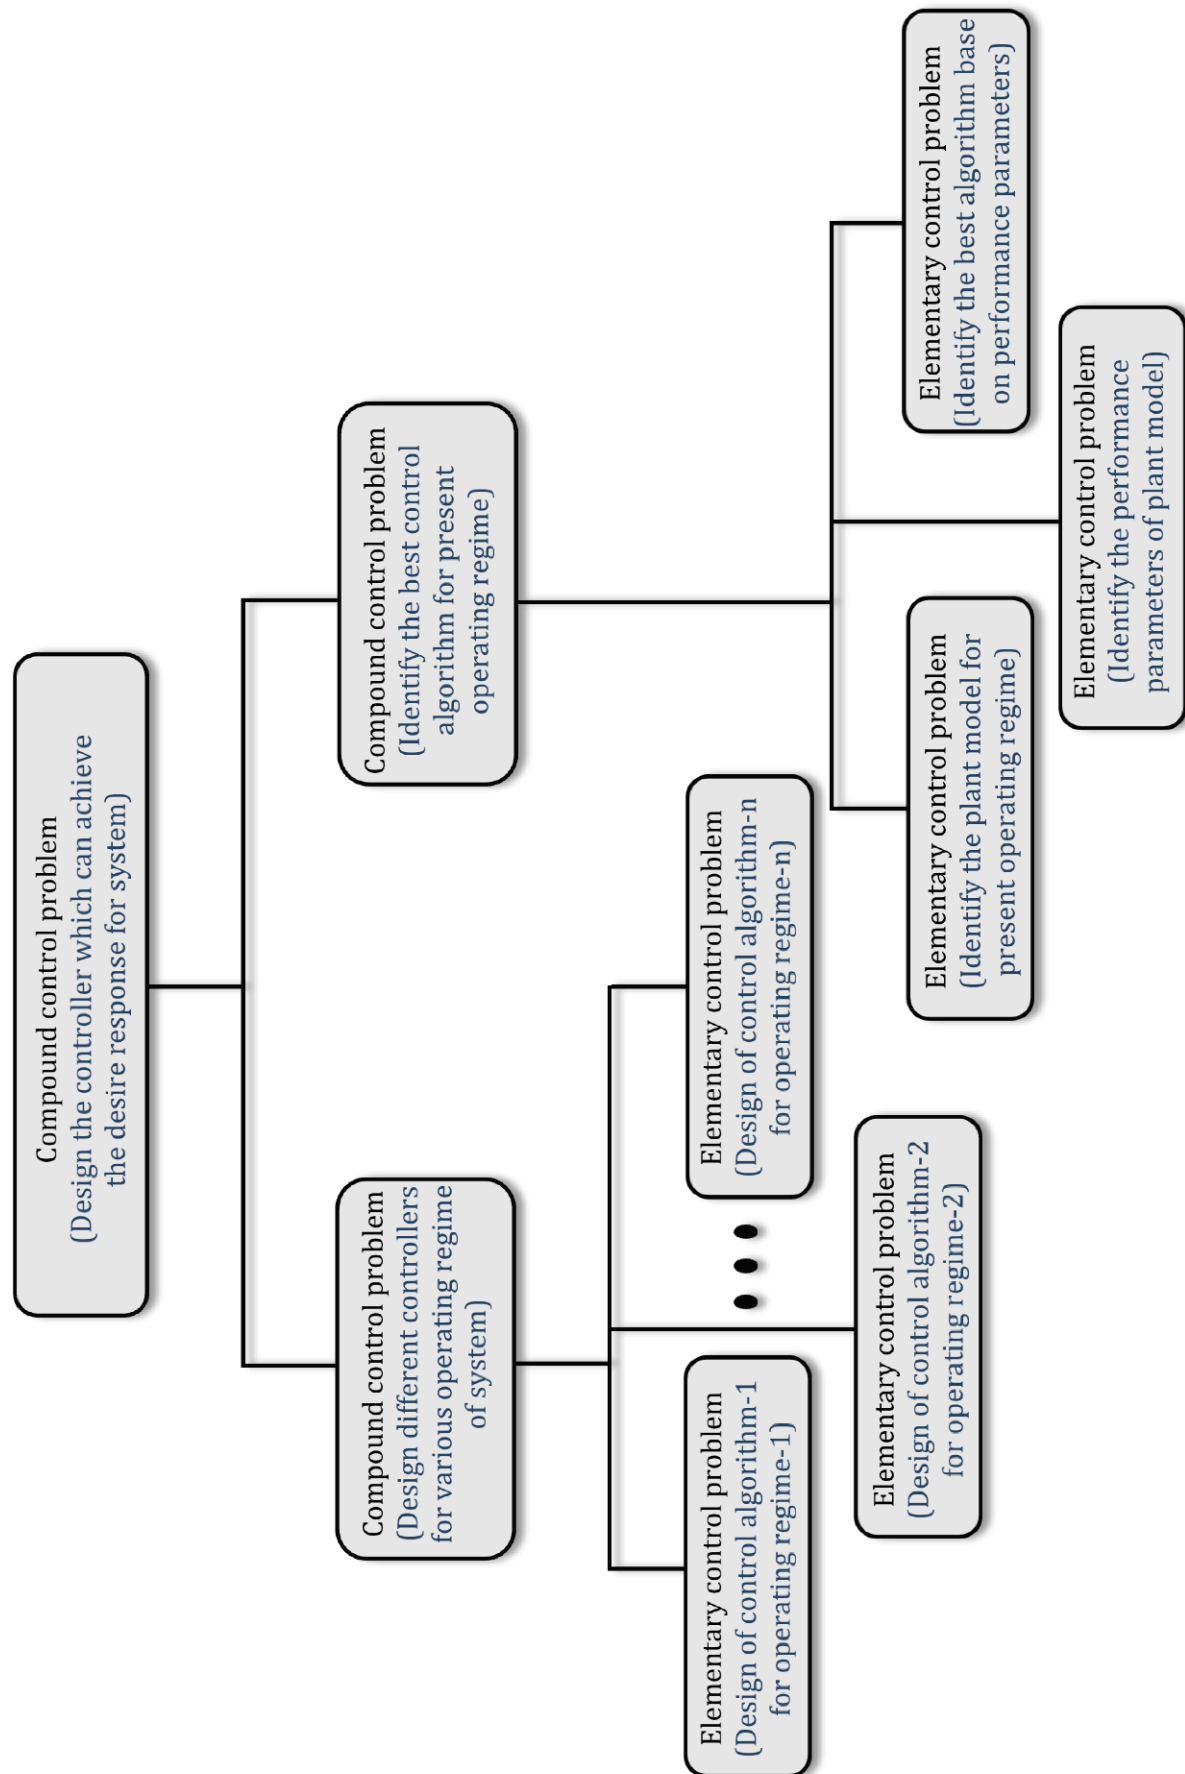 Compound control problem
(Design the controller which can achieve
the desire response for system)
Compound control problem
(Design different controllers
for various operating regime
of system)
Compound control problem
(Identify the best control
algorithm for present
operating regime)
Elementary control problem
(Design of control algorithm-1
for operating regime-1)
Elementary control problem
(Design of control algorithm-2
for operating regime-2)
Elementary control problem
(Design of control algorithm-n
for operating regime-n)
Elementary control problem
(Identify the plant model for
present operating regime)
Elementary control problem
(Identify the performance
parameters of plant model)
Elementary control problem
(Identify the best algorithm base
on performance parameters)